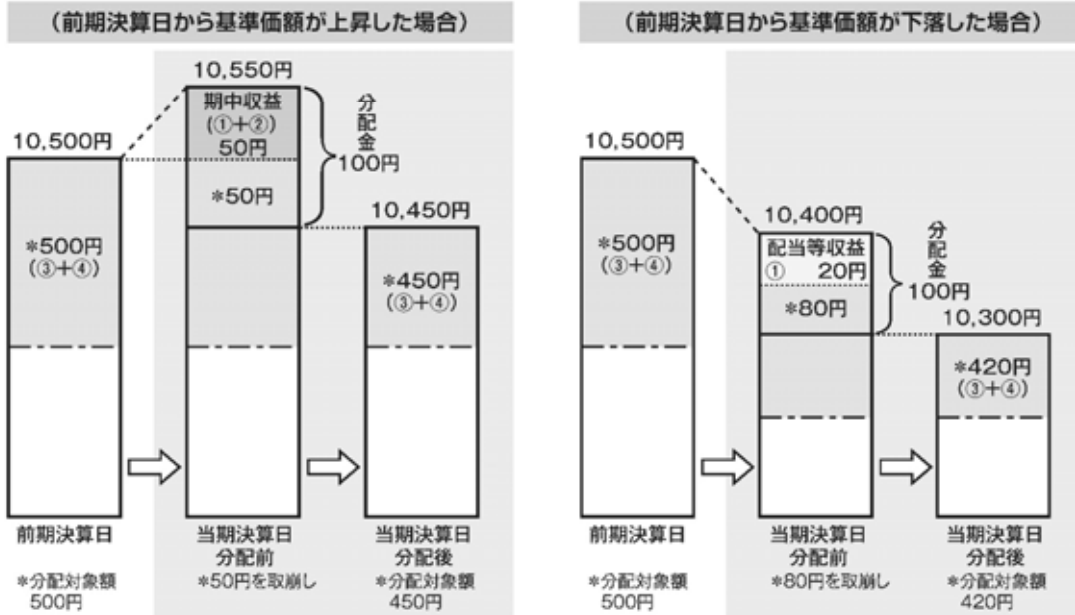 （前期決算日から基準価額が上昇した場合）
10,550円
期中収益
（①＋②）
50円
＊50円
分配金
100円
10,500円
＊500円
（③＋④）
10,450円
＊450円
（③＋④）
前期決算日
当期決算日
分配前
当期決算日
分配後
＊分配対象額
500円
＊50円を取崩し
＊分配対象額
450円
（前期決算日から基準価額が下落した場合）
10,500円
＊500円
（③＋④）
10,400円
配当等収益
① 20円
＊80円
分配金
100円
10,300円
＊420円
（③＋④）
前期決算日
当期決算日
分配前
当期決算日
分配後
＊分配対象額
500円
＊80円を取崩し
＊分配対象額
420円